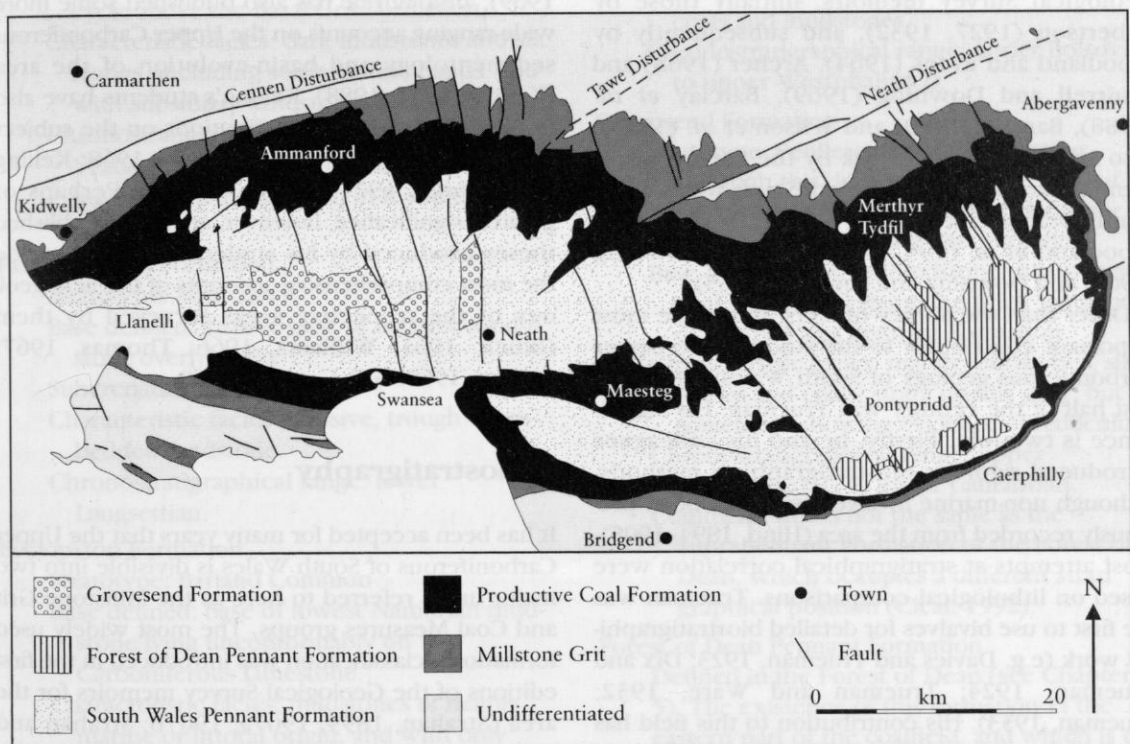 Carmarthen
Cennen Disturbance
Tawe Disturbance
Neath Disturbance
Abergavenny
Ammanford
Kidwelly
Merthyr
Tydfil
Llanelli
Neath
Swansea
Maesteg
Pontypridd
Caerphilly
Bridgend
Grovesend Formation
Productive Coal Formation
Town
N
Forest of Dean Pennant Formation
Millstone Grit
Fault
South Wales Pennant Formation
Undifferentiated
0 km 20